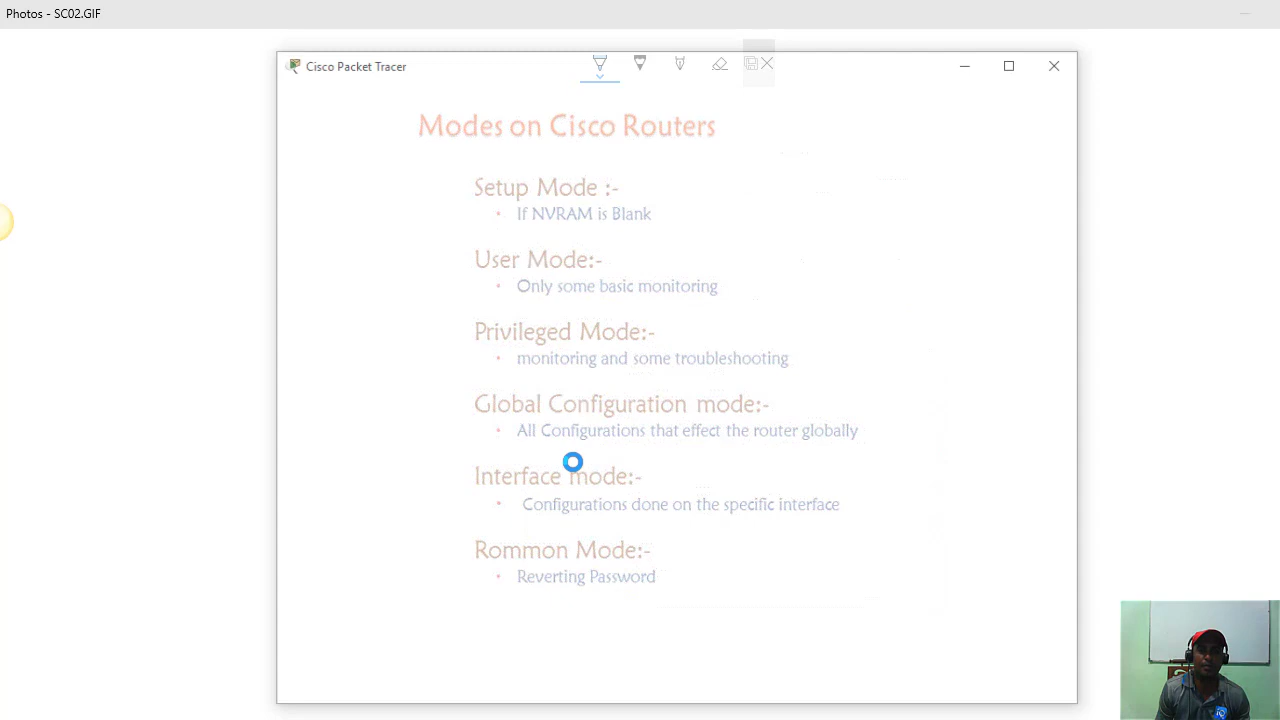 Photos - SC02.GIF
Cisco Packet Tracer
Modes on Cisco Routers
Setup Mode :-
• If NVRAM is Blank
User Mode:-
• Only some basic monitoring
Privileged Mode:-
• monitoring and some troubleshooting
Global Configuration mode:-
• All Configurations that effect the router globally
Interface mode:-
• Configurations done on the specific interface
Rommon Mode:-
• Reverting Password